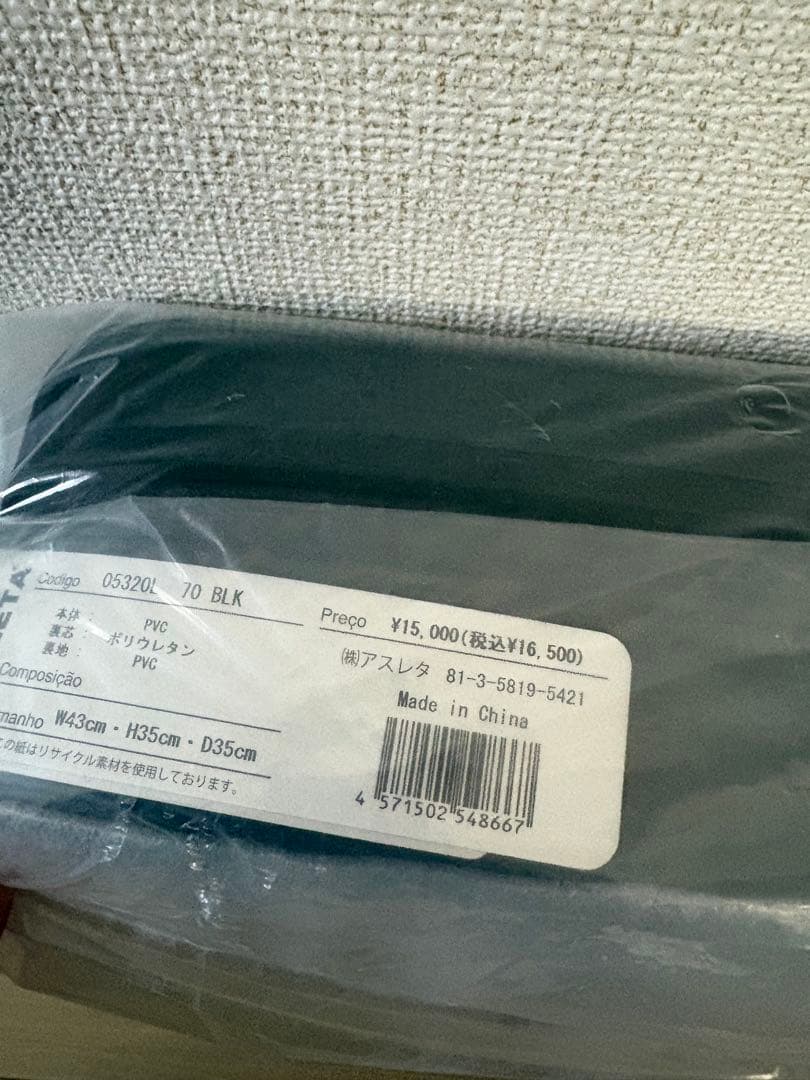 ETA
Codigo 05320L 70 BLK
本体: PVC
裏芯: ポリウレタン
裏地: PVC
Composição
manho W43cm・H35cm・D35cm
この紙はリサイクル素材を使用しております。
Preço ¥15,000(税込¥16,500)
㈱アスレタ 81-3-5819-5421
Made in China
4 571502 548667